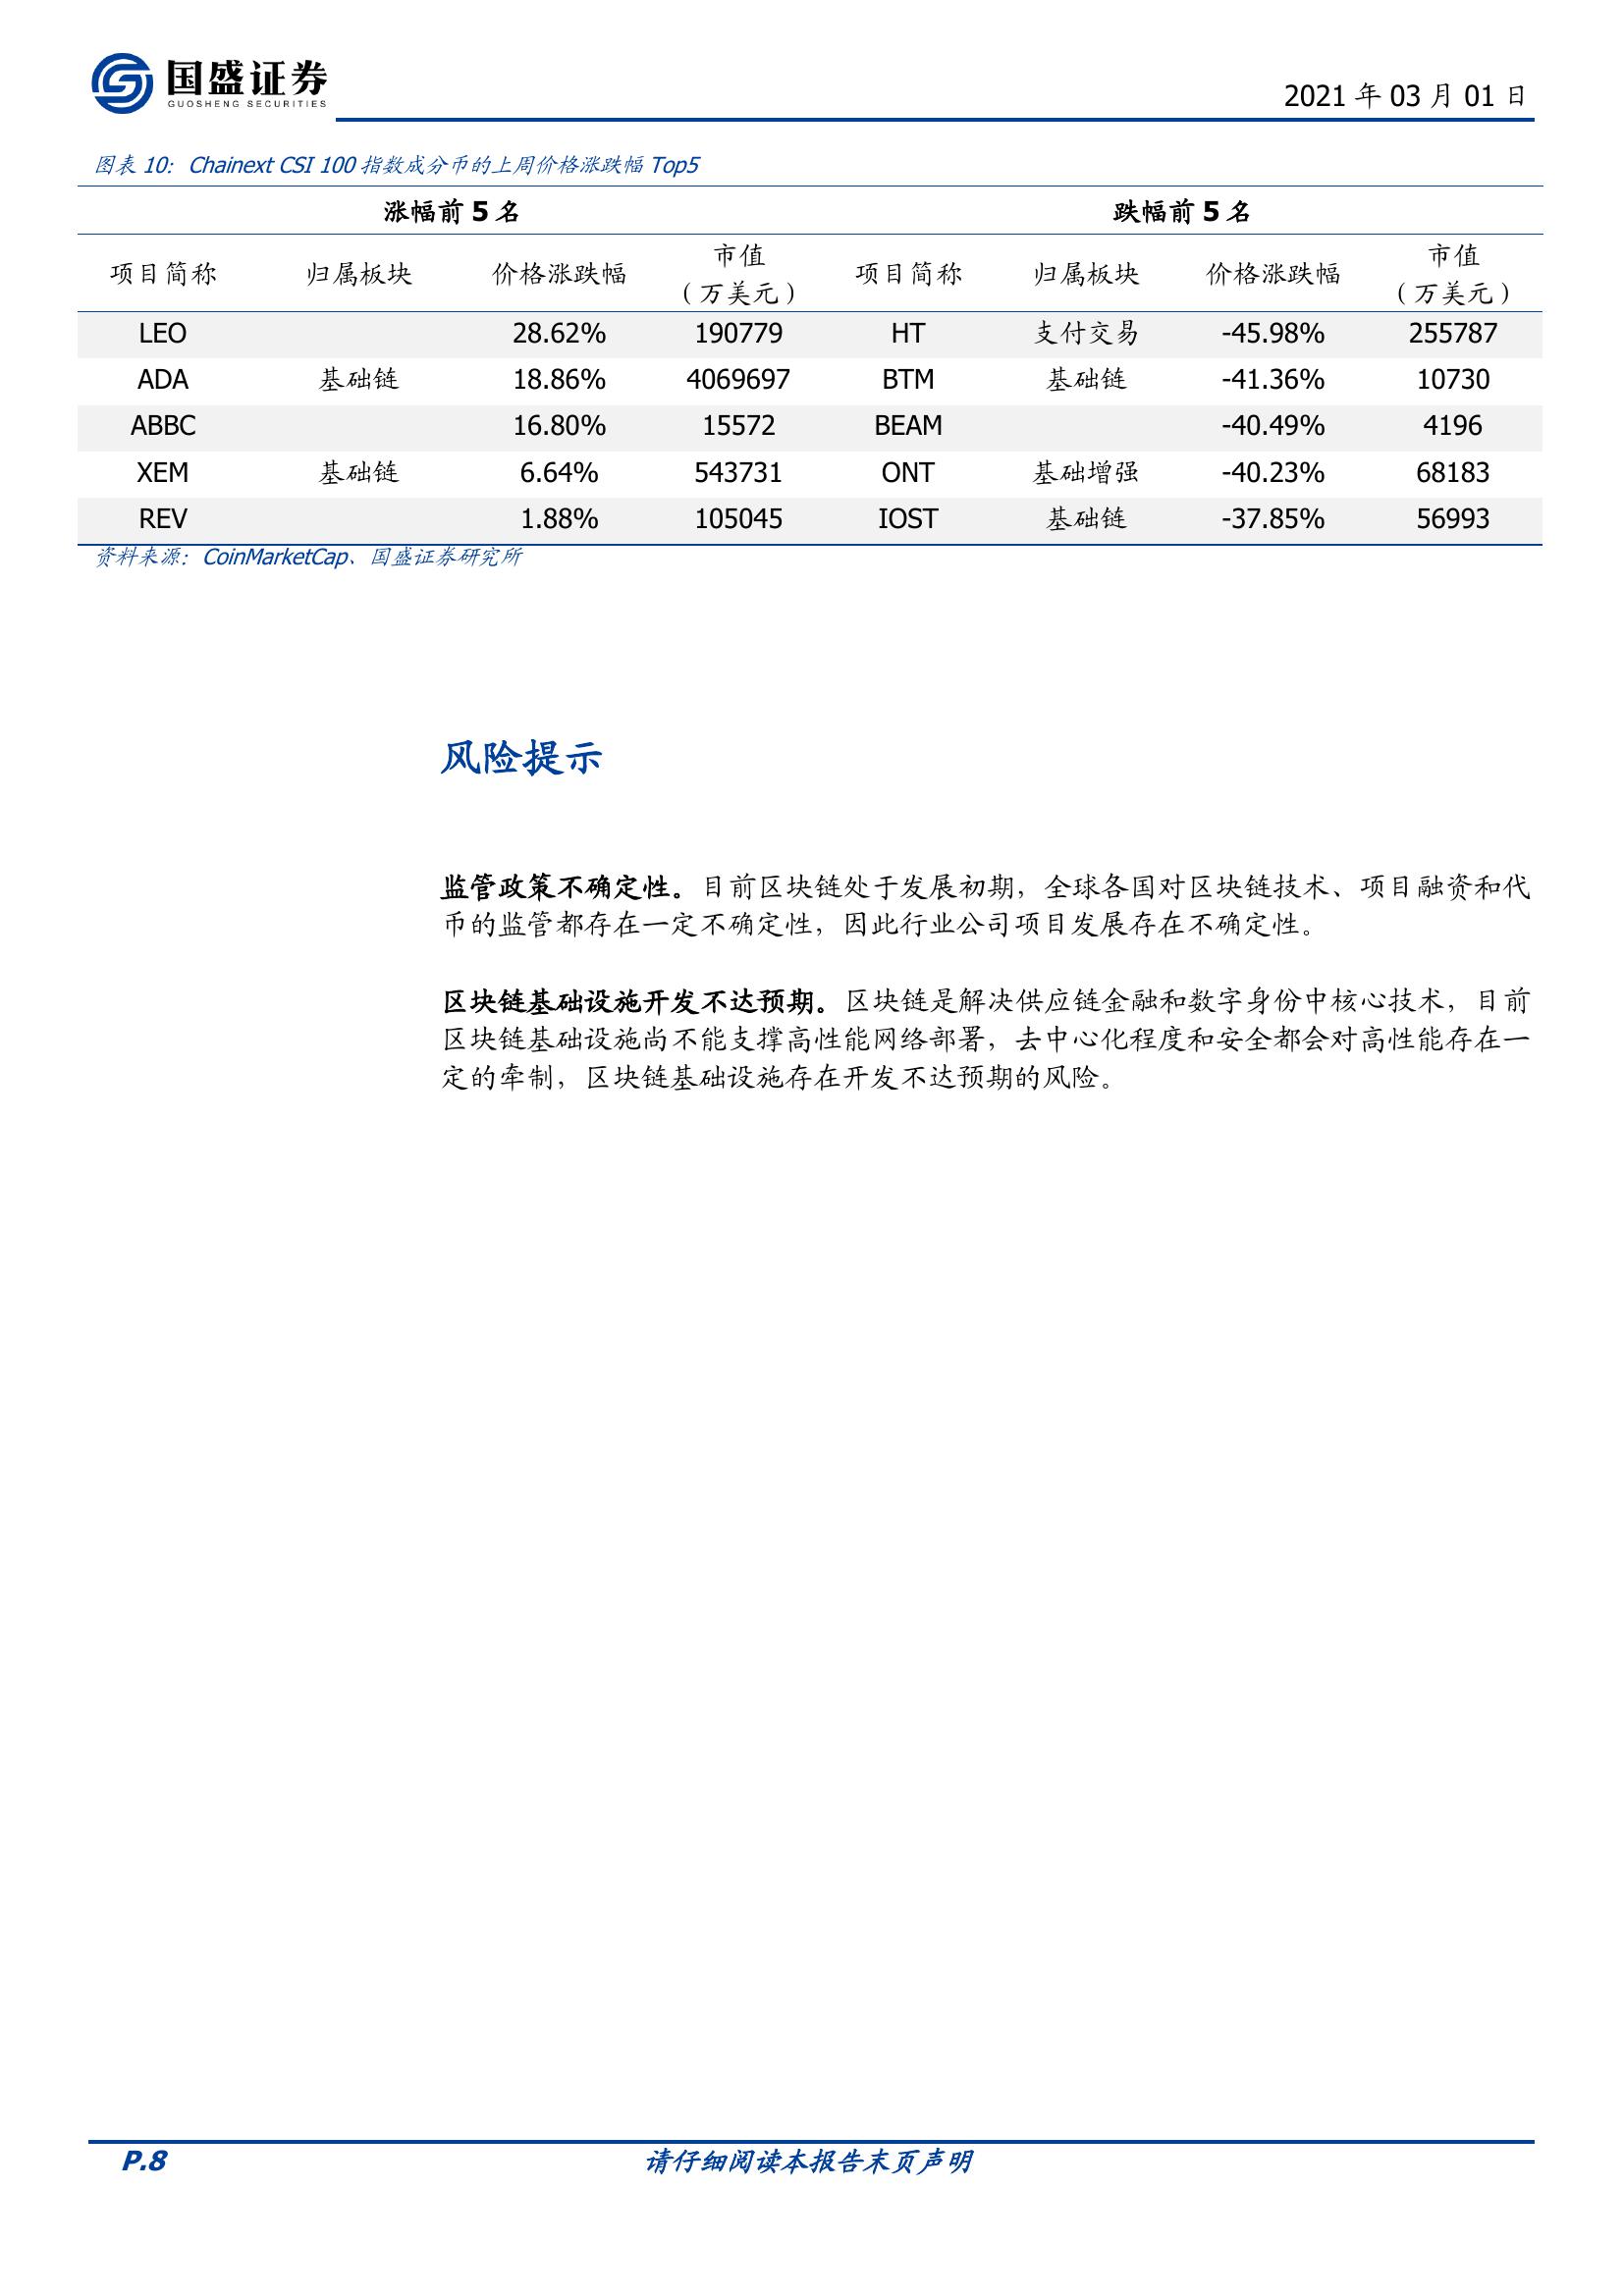 国盛证券
GUOSHENG SECURITIES
2021 年 03 月 01 日
图表 10： Chainext CSI 100 指数成分币的上周价格涨跌幅 Top5
涨幅前 5 名 跌幅前 5 名
项目简称 归属板块 价格涨跌幅 市值（万美元） 项目简称 归属板块 价格涨跌幅 市值（万美元）
LEO 28.62% 190779 HT 支付交易 -45.98% 255787
ADA 基础链 18.86% 4069697 BTM 基础链 -41.36% 10730
ABBC 16.80% 15572 BEAM -40.49% 4196
XEM 基础链 6.64% 543731 ONT 基础增强 -40.23% 68183
REV 1.88% 105045 IOST 基础链 -37.85% 56993
资料来源：CoinMarketCap、国盛证券研究所
风险提示
监管政策不确定性。目前区块链处于发展初期，全球各国对区块链技术、项目融资和代
币的监管都存在一定不确定性，因此行业公司项目发展存在不确定性。
区块链基础设施开发不达预期。区块链是解决供应链金融和数字身份中核心技术，目前
区块链基础设施尚不能支撑高性能网络部署，去中心化程度和安全都会对高性能存在一
定的牵制，区块链基础设施存在开发不达预期的风险。
P.8 请仔细阅读本报告末页声明